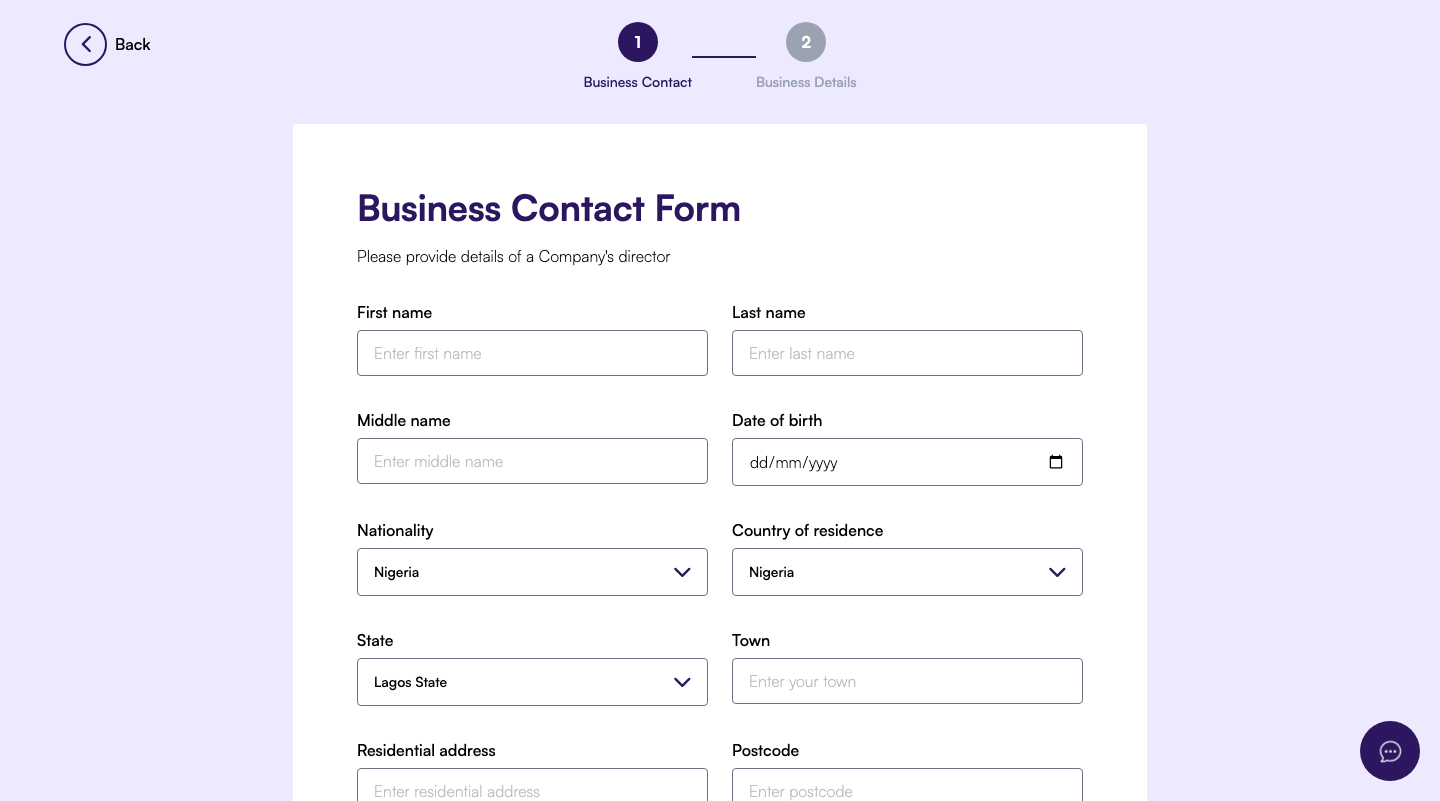 Back
1
2
Business Contact
Business Details
Business Contact Form
Please provide details of a Company's director
First name
Last name
Enter first name
Enter last name
Middle name
Date of birth
Enter middle name
dd/mm/yyyy
Nationality
Country of residence
Nigeria
Nigeria
State
Town
Lagos State
Enter your town
Residential address
Postcode
Enter residential address
Enter postcode